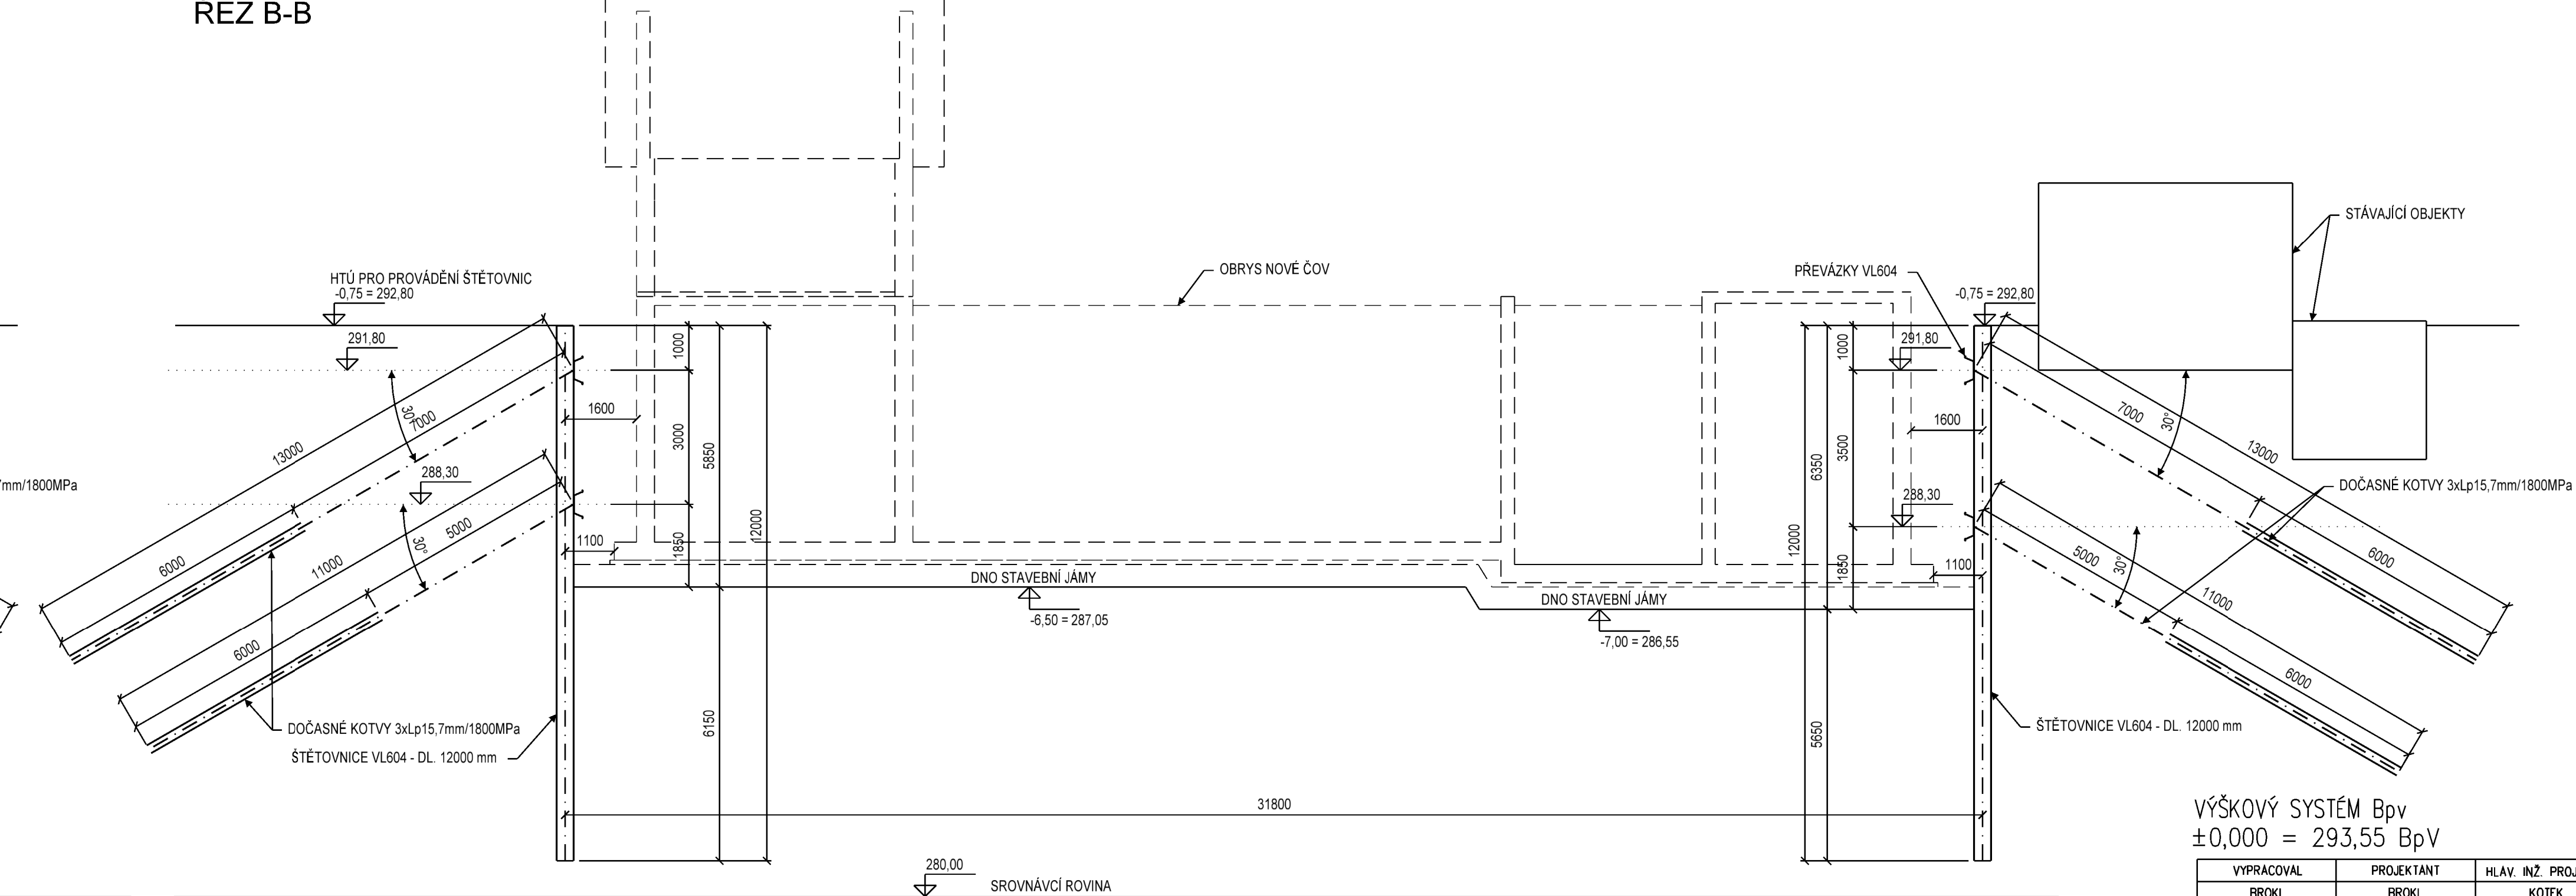 ŘEZ B-B
HTÚ PRO PROVÁDĚNÍ ŠTĚTOVNIC
-0,75 = 292,80
291,80
288,30
30°
7000
13000
6000
30°
5000
11000
6000
7mm/1800MPa
DOČASNÉ KOTVY 3xLp15,7mm/1800MPa
ŠTĚTOVNICE VL604 - DL. 12000 mm
1600
1100
1000
3000
1850
5850
6150
12000
OBRYS NOVÉ ČOV
DNO STAVEBNÍ JÁMY
-6,50 = 287,05
DNO STAVEBNÍ JÁMY
-7,00 = 286,55
31800
280,00
SROVNÁVCÍ ROVINA
PŘEVÁZKY VL604
-0,75 = 292,80
291,80
288,30
1000
3500
1850
6350
5650
12000
1600
1100
7000
30°
13000
6000
5000
30°
11000
6000
STÁVAJÍCÍ OBJEKTY
DOČASNÉ KOTVY 3xLp15,7mm/1800MPa
ŠTĚTOVNICE VL604 - DL. 12000 mm
VÝŠKOVÝ SYSTÉM Bpv
±0,000 = 293,55 BpV
VYPRACOVAL PROJEKTANT HLAV. INŽ. PROJ
BROKL BROKL KOTEK